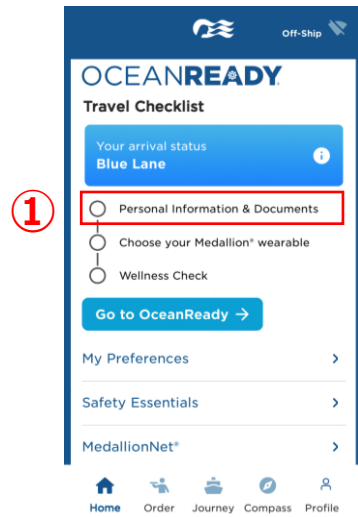 Off-Ship
OCEANREADY
Travel Checklist
Your arrival status
Blue Lane
①
Personal Information & Documents
Choose your Medallion® wearable
Wellness Check
Go to OceanReady →
My Preferences
Safety Essentials
MedallionNet®
Home Order Journey Compass Profile